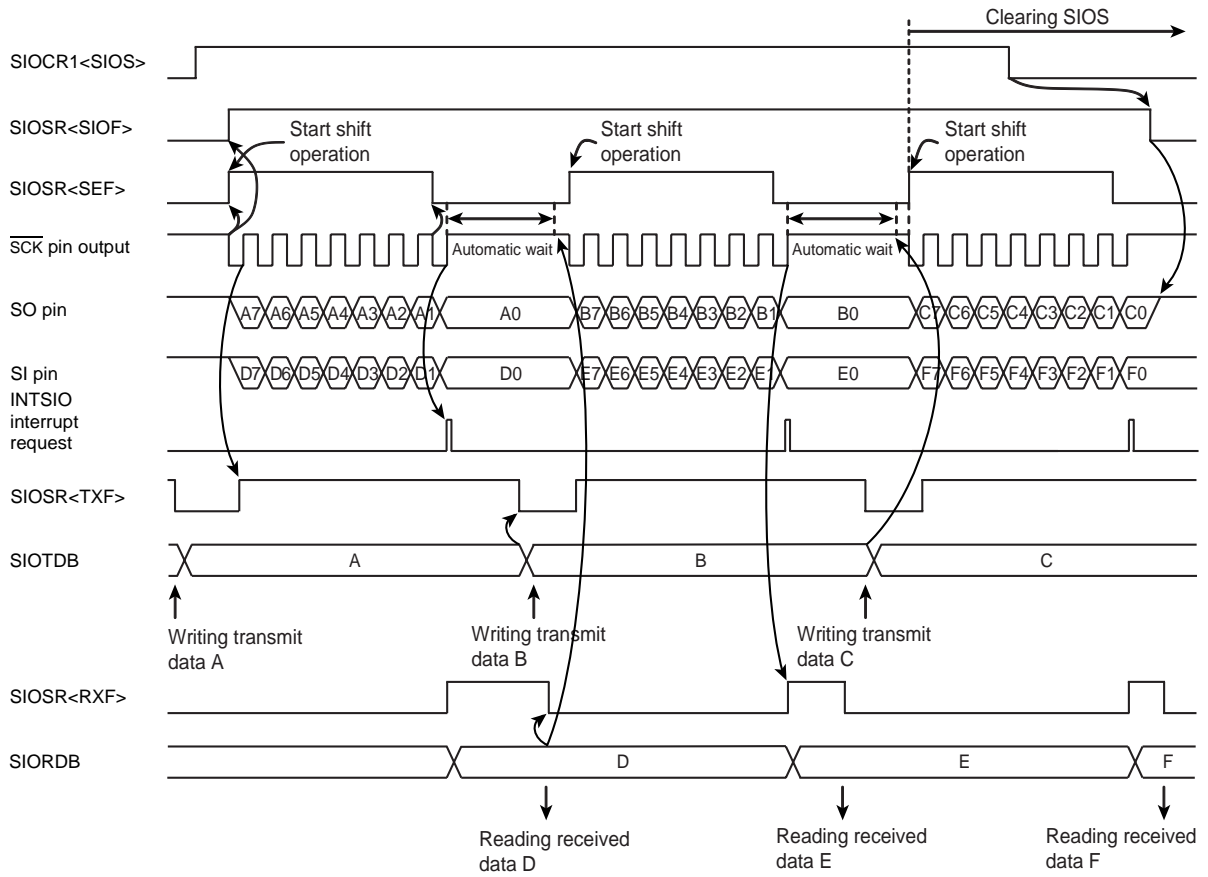 Clearing SIOS
SIOCR1<SIOS>
SIOSR<SIOF>
Start shift
operation
Start shift
operation
Start shift
operation
SIOSR<SEF>
SCK pin output
Automatic wait
Automatic wait
SO pin
A7 A6 A5 A4 A3 A2 A1 A0 B7 B6 B5 B4 B3 B2 B1 B0 C7 C6 C5 C4 C3 C2 C1 C0
SI pin
D7 D6 D5 D4 D3 D2 D1 D0 E7 E6 E5 E4 E3 E2 E1 E0 F7 F6 F5 F4 F3 F2 F1 F0
INTSIO
interrupt
request
SIOSR<TXF>
SIOTDB
A B C
Writing transmit
data A
Writing transmit
data B
Writing transmit
data C
SIOSR<RXF>
SIORDB
D E F
Reading received
data D
Reading received
data E
Reading received
data F